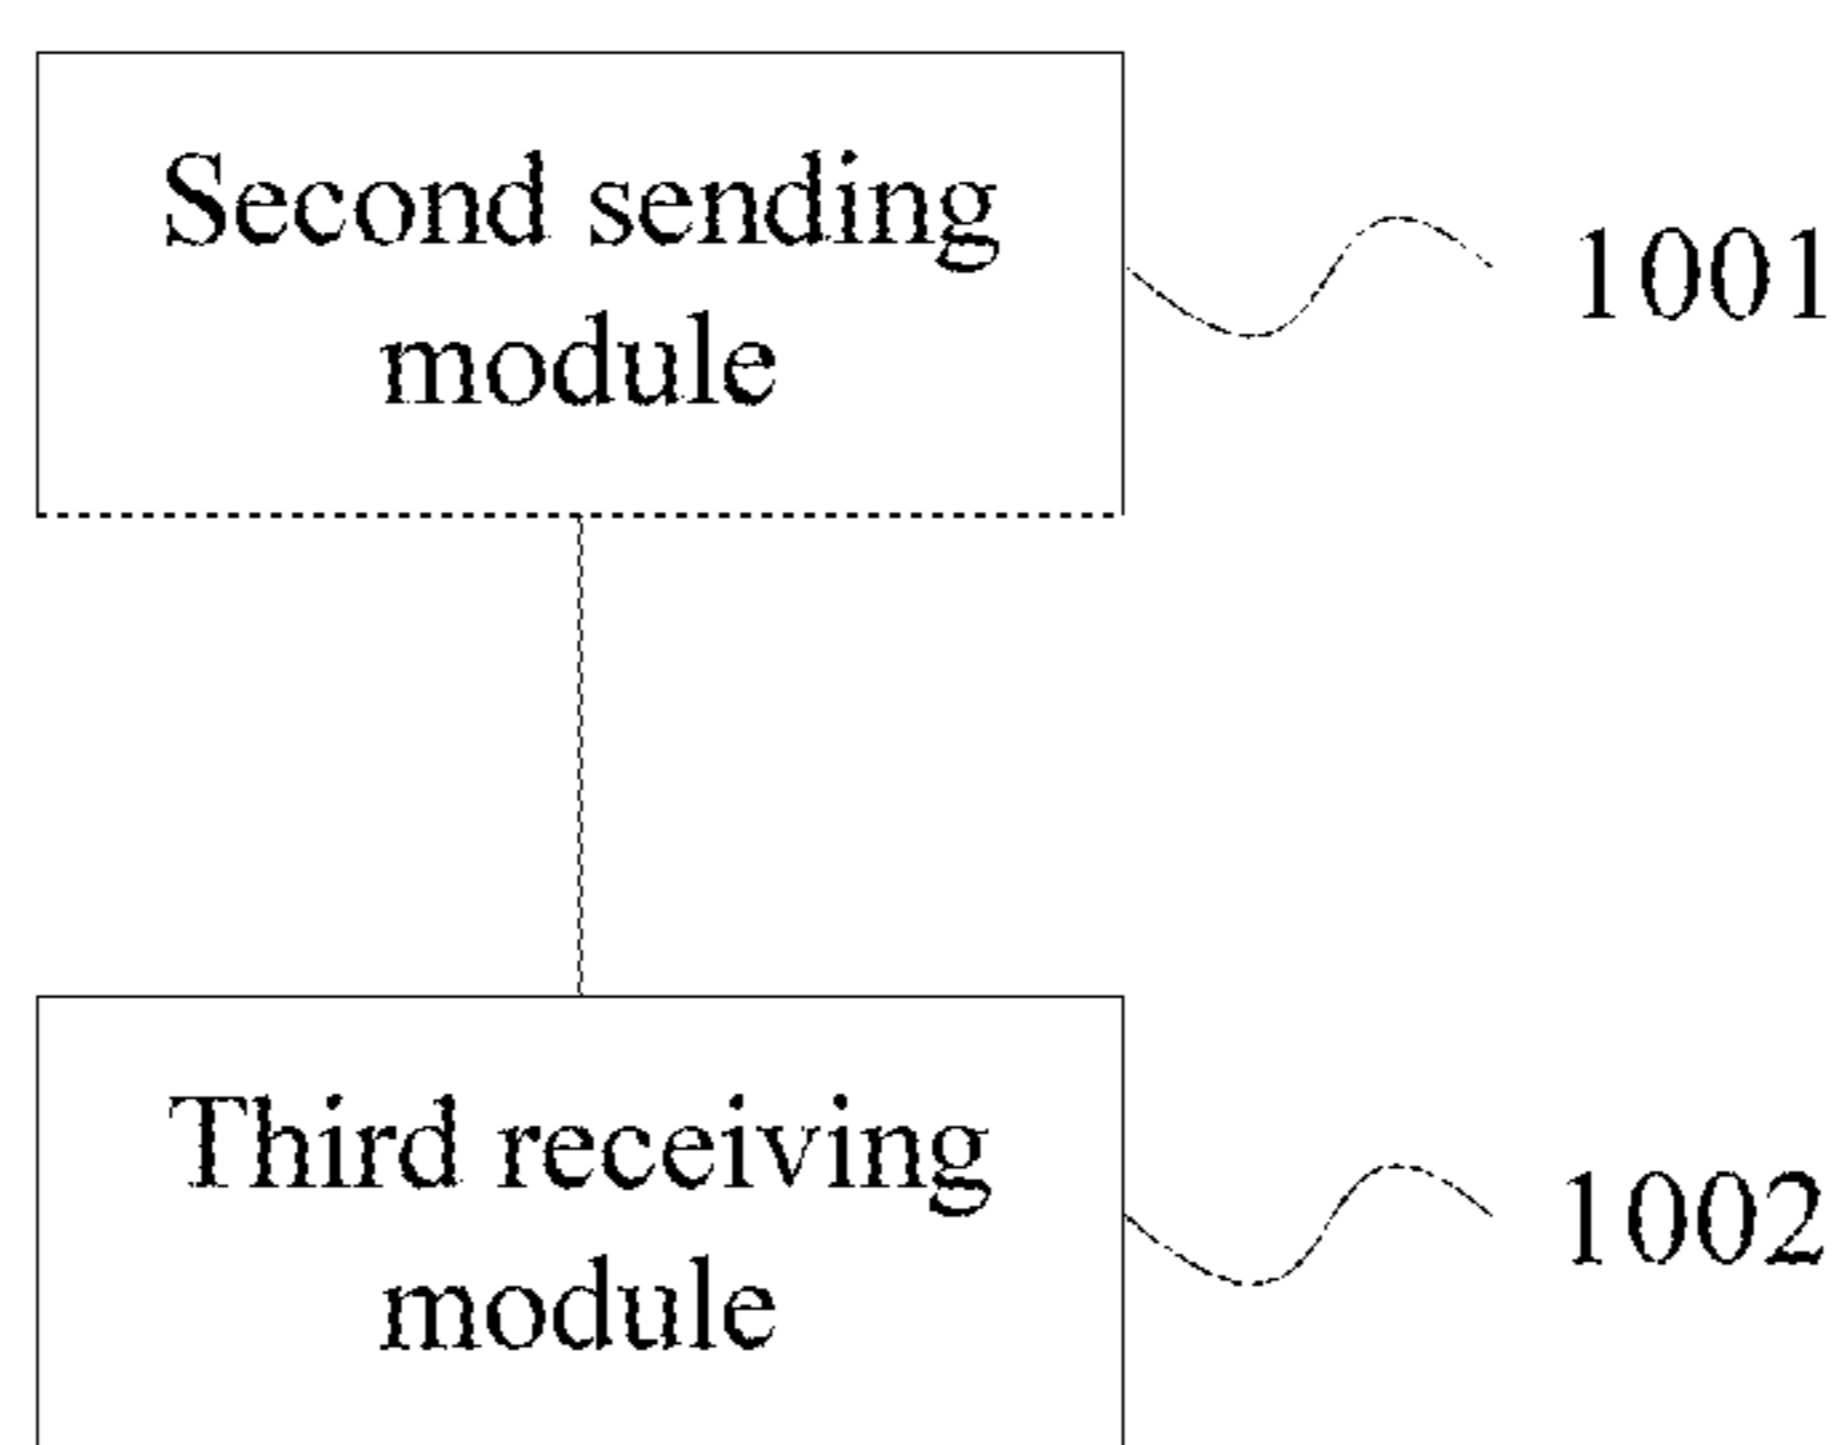 Second sending
module
1001
Third receiving
module
1002